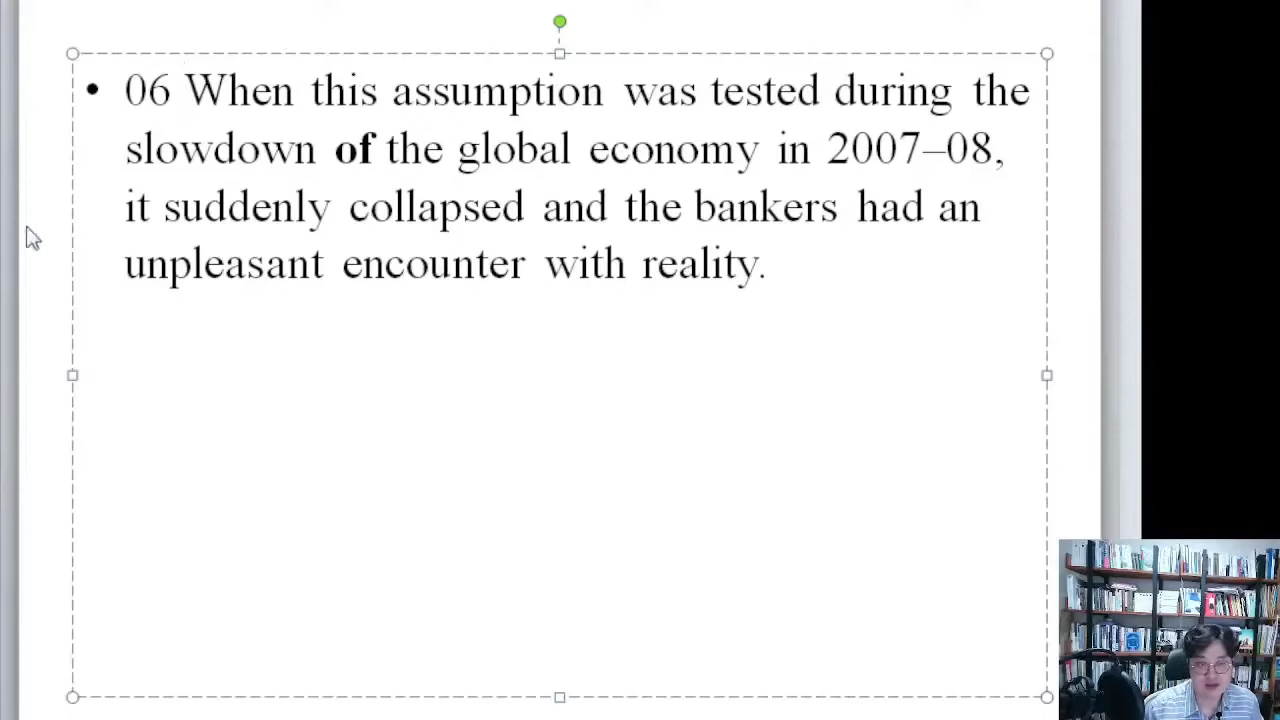 • 06 When this assumption was tested during the
slowdown of the global economy in 2007–08,
it suddenly collapsed and the bankers had an
unpleasant encounter with reality.